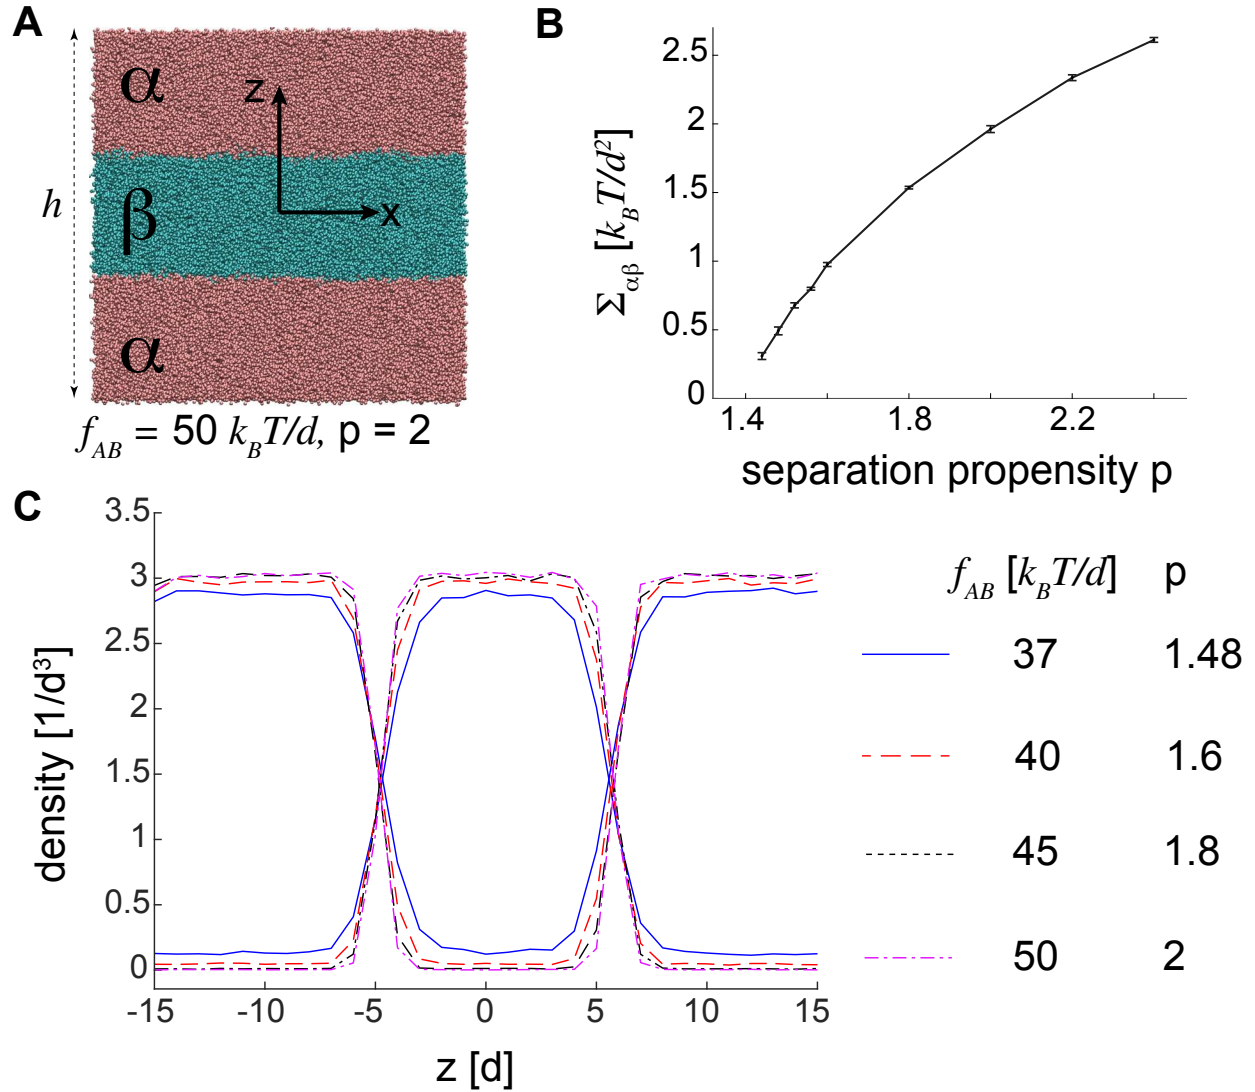 A
α
z
h
β
x
α
f_AB = 50 k_BT/d, p = 2
B
Σ_αβ [k_BT/d²]
2.5
2
1.5
1
0.5
0
1.4 1.8 2.2
separation propensity p
C
density [1/d³]
3.5
3
2.5
2
1.5
1
0.5
0
-15 -10 -5 0 5 10 15
z [d]
f_AB [k_BT/d] p
37 1.48
40 1.6
45 1.8
50 2